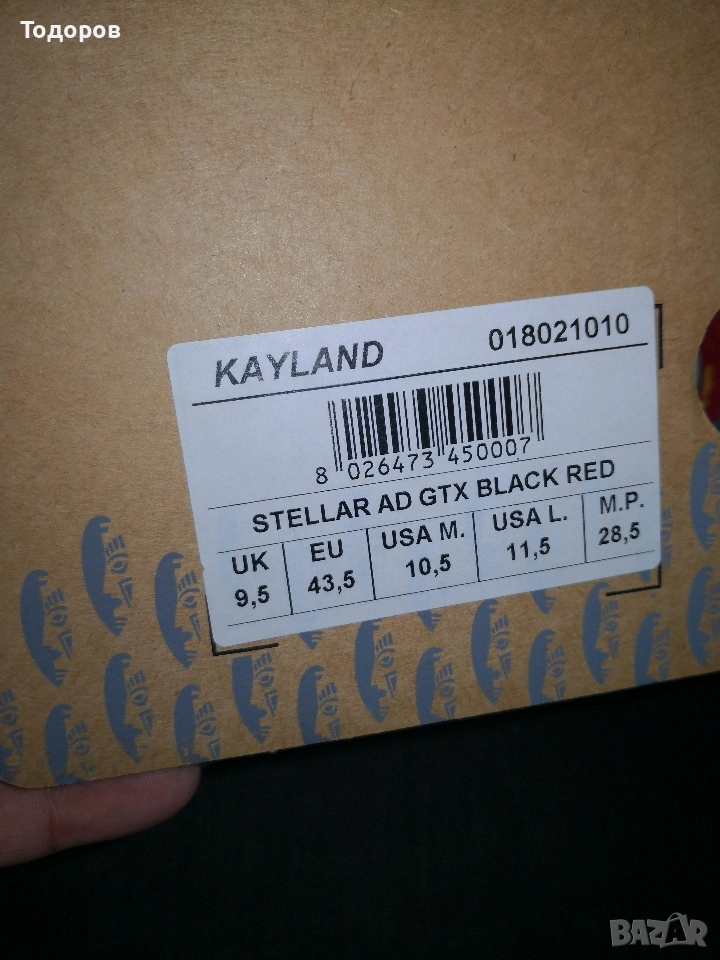 Тодоров
KAYLAND 018021010
8 026473 450007
STELLAR AD GTX BLACK RED
UK EU USA M. USA L. M.P.
9,5 43,5 10,5 11,5 28,5
BAZAR